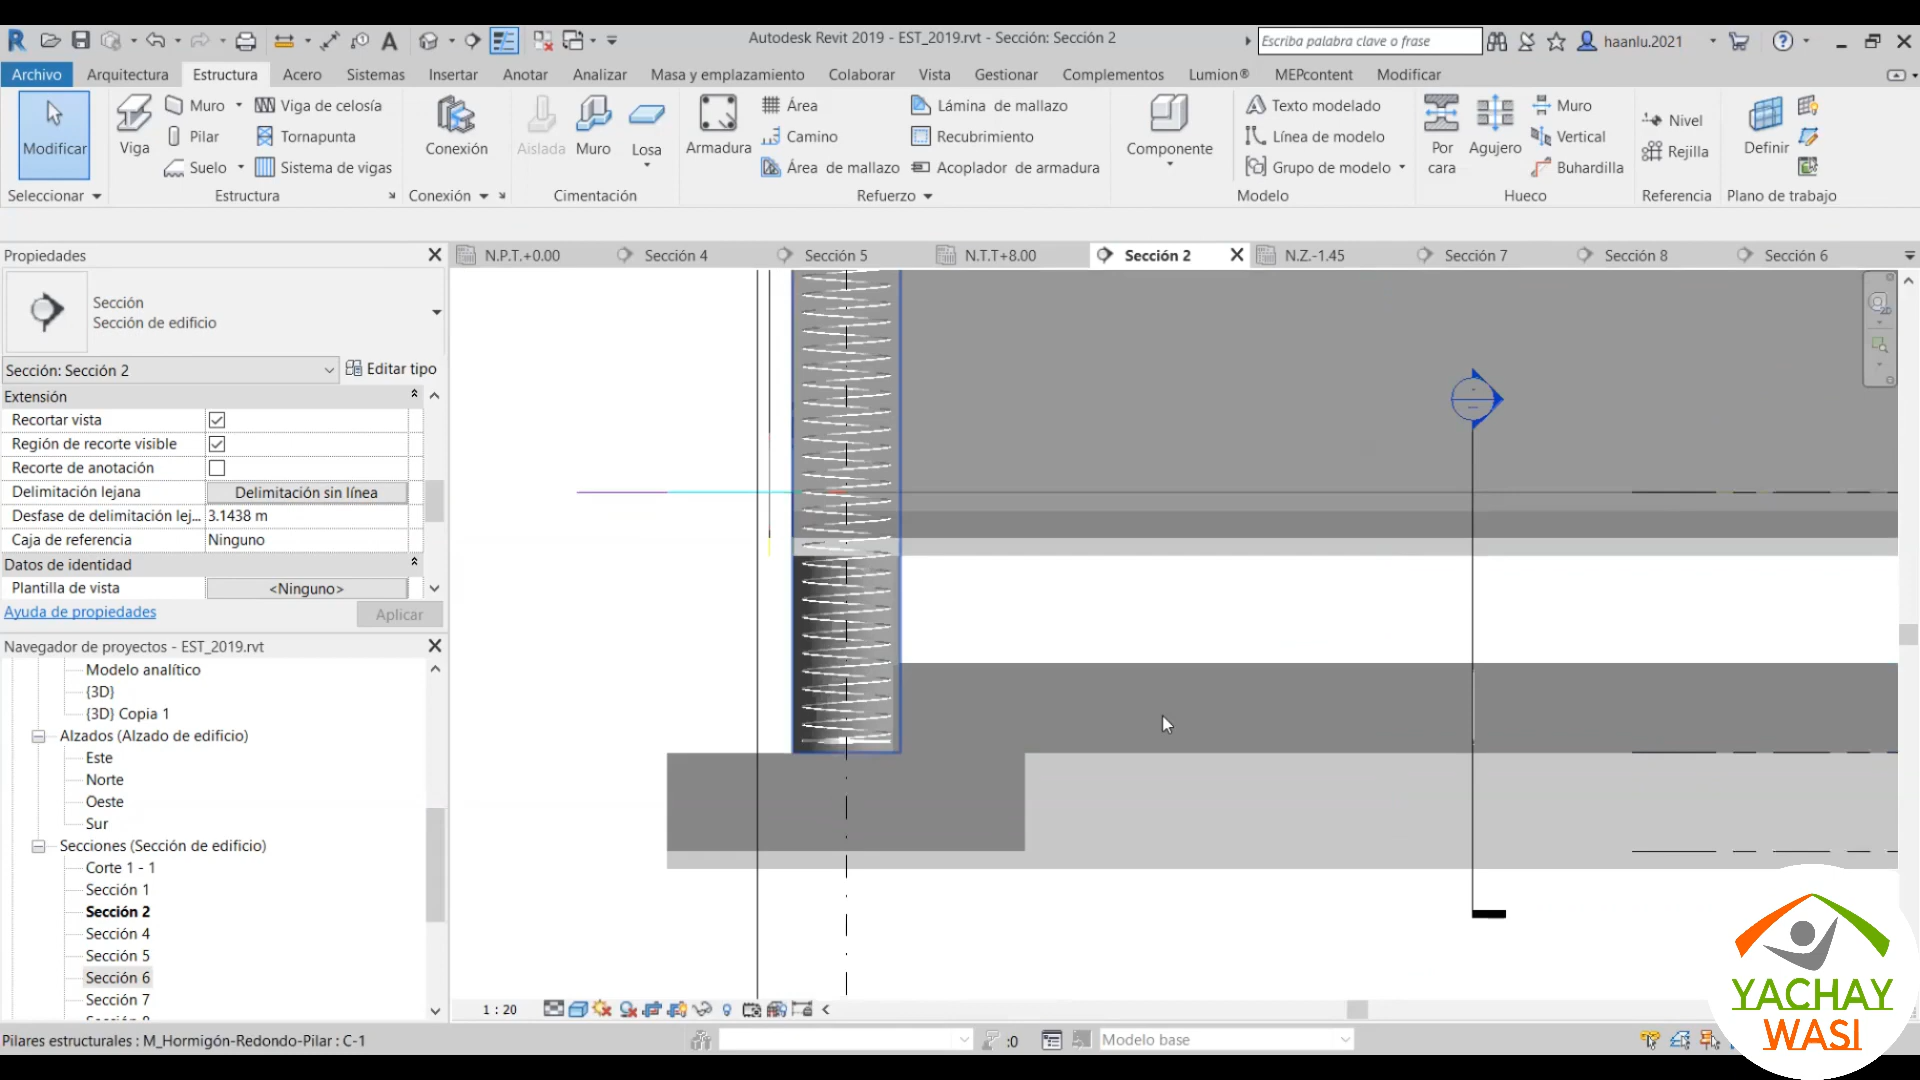 Autodesk Revit 2019 - EST_2019.rvt - Sección: Sección 2
Escriba palabra clave o frase
haanlu.2021
Archivo
Arquitectura
Estructura
Acero
Sistemas
Insertar
Anotar
Analizar
Masa y emplazamiento
Colaborar
Vista
Gestionar
Complementos
Lumion®
MEPcontent
Modificar
Modificar
Viga
Muro
Pilar
Suelo
Viga de celosía
Tornapunta
Sistema de vigas
Conexión
Aislada
Muro
Losa
Armadura
Área
Camino
Área de mallazo
Lámina de mallazo
Recubrimiento
Acoplador de armadura
Componente
Texto modelado
Línea de modelo
Grupo de modelo
Por cara
Agujero
Muro
Vertical
Buhardilla
Nivel
Rejilla
Definir
Seleccionar
Estructura
Conexión
Cimentación
Refuerzo
Modelo
Hueco
Referencia
Plano de trabajo
Propiedades
N.P.T.+0.00
Sección 4
Sección 5
N.T.T+8.00
Sección 2
N.Z.-1.45
Sección 7
Sección 8
Sección 6
Sección
Sección de edificio
Sección: Sección 2
Editar tipo
Extensión
Recortar vista
Región de recorte visible
Recorte de anotación
Delimitación lejana
Delimitación sin línea
Desfase de delimitación lej...
3.1438 m
Caja de referencia
Ninguno
Datos de identidad
Plantilla de vista
<Ninguno>
Ayuda de propiedades
Aplicar
Navegador de proyectos - EST_2019.rvt
Modelo analítico
{3D}
{3D} Copia 1
Alzados (Alzado de edificio)
Este
Norte
Oeste
Sur
Secciones (Sección de edificio)
Corte 1 - 1
Sección 1
Sección 2
Sección 4
Sección 5
Sección 6
Sección 7
1 : 20
Pilares estructurales : M_Hormigón-Redondo-Pilar : C-1
:0
Modelo base
YACHAY
WASI